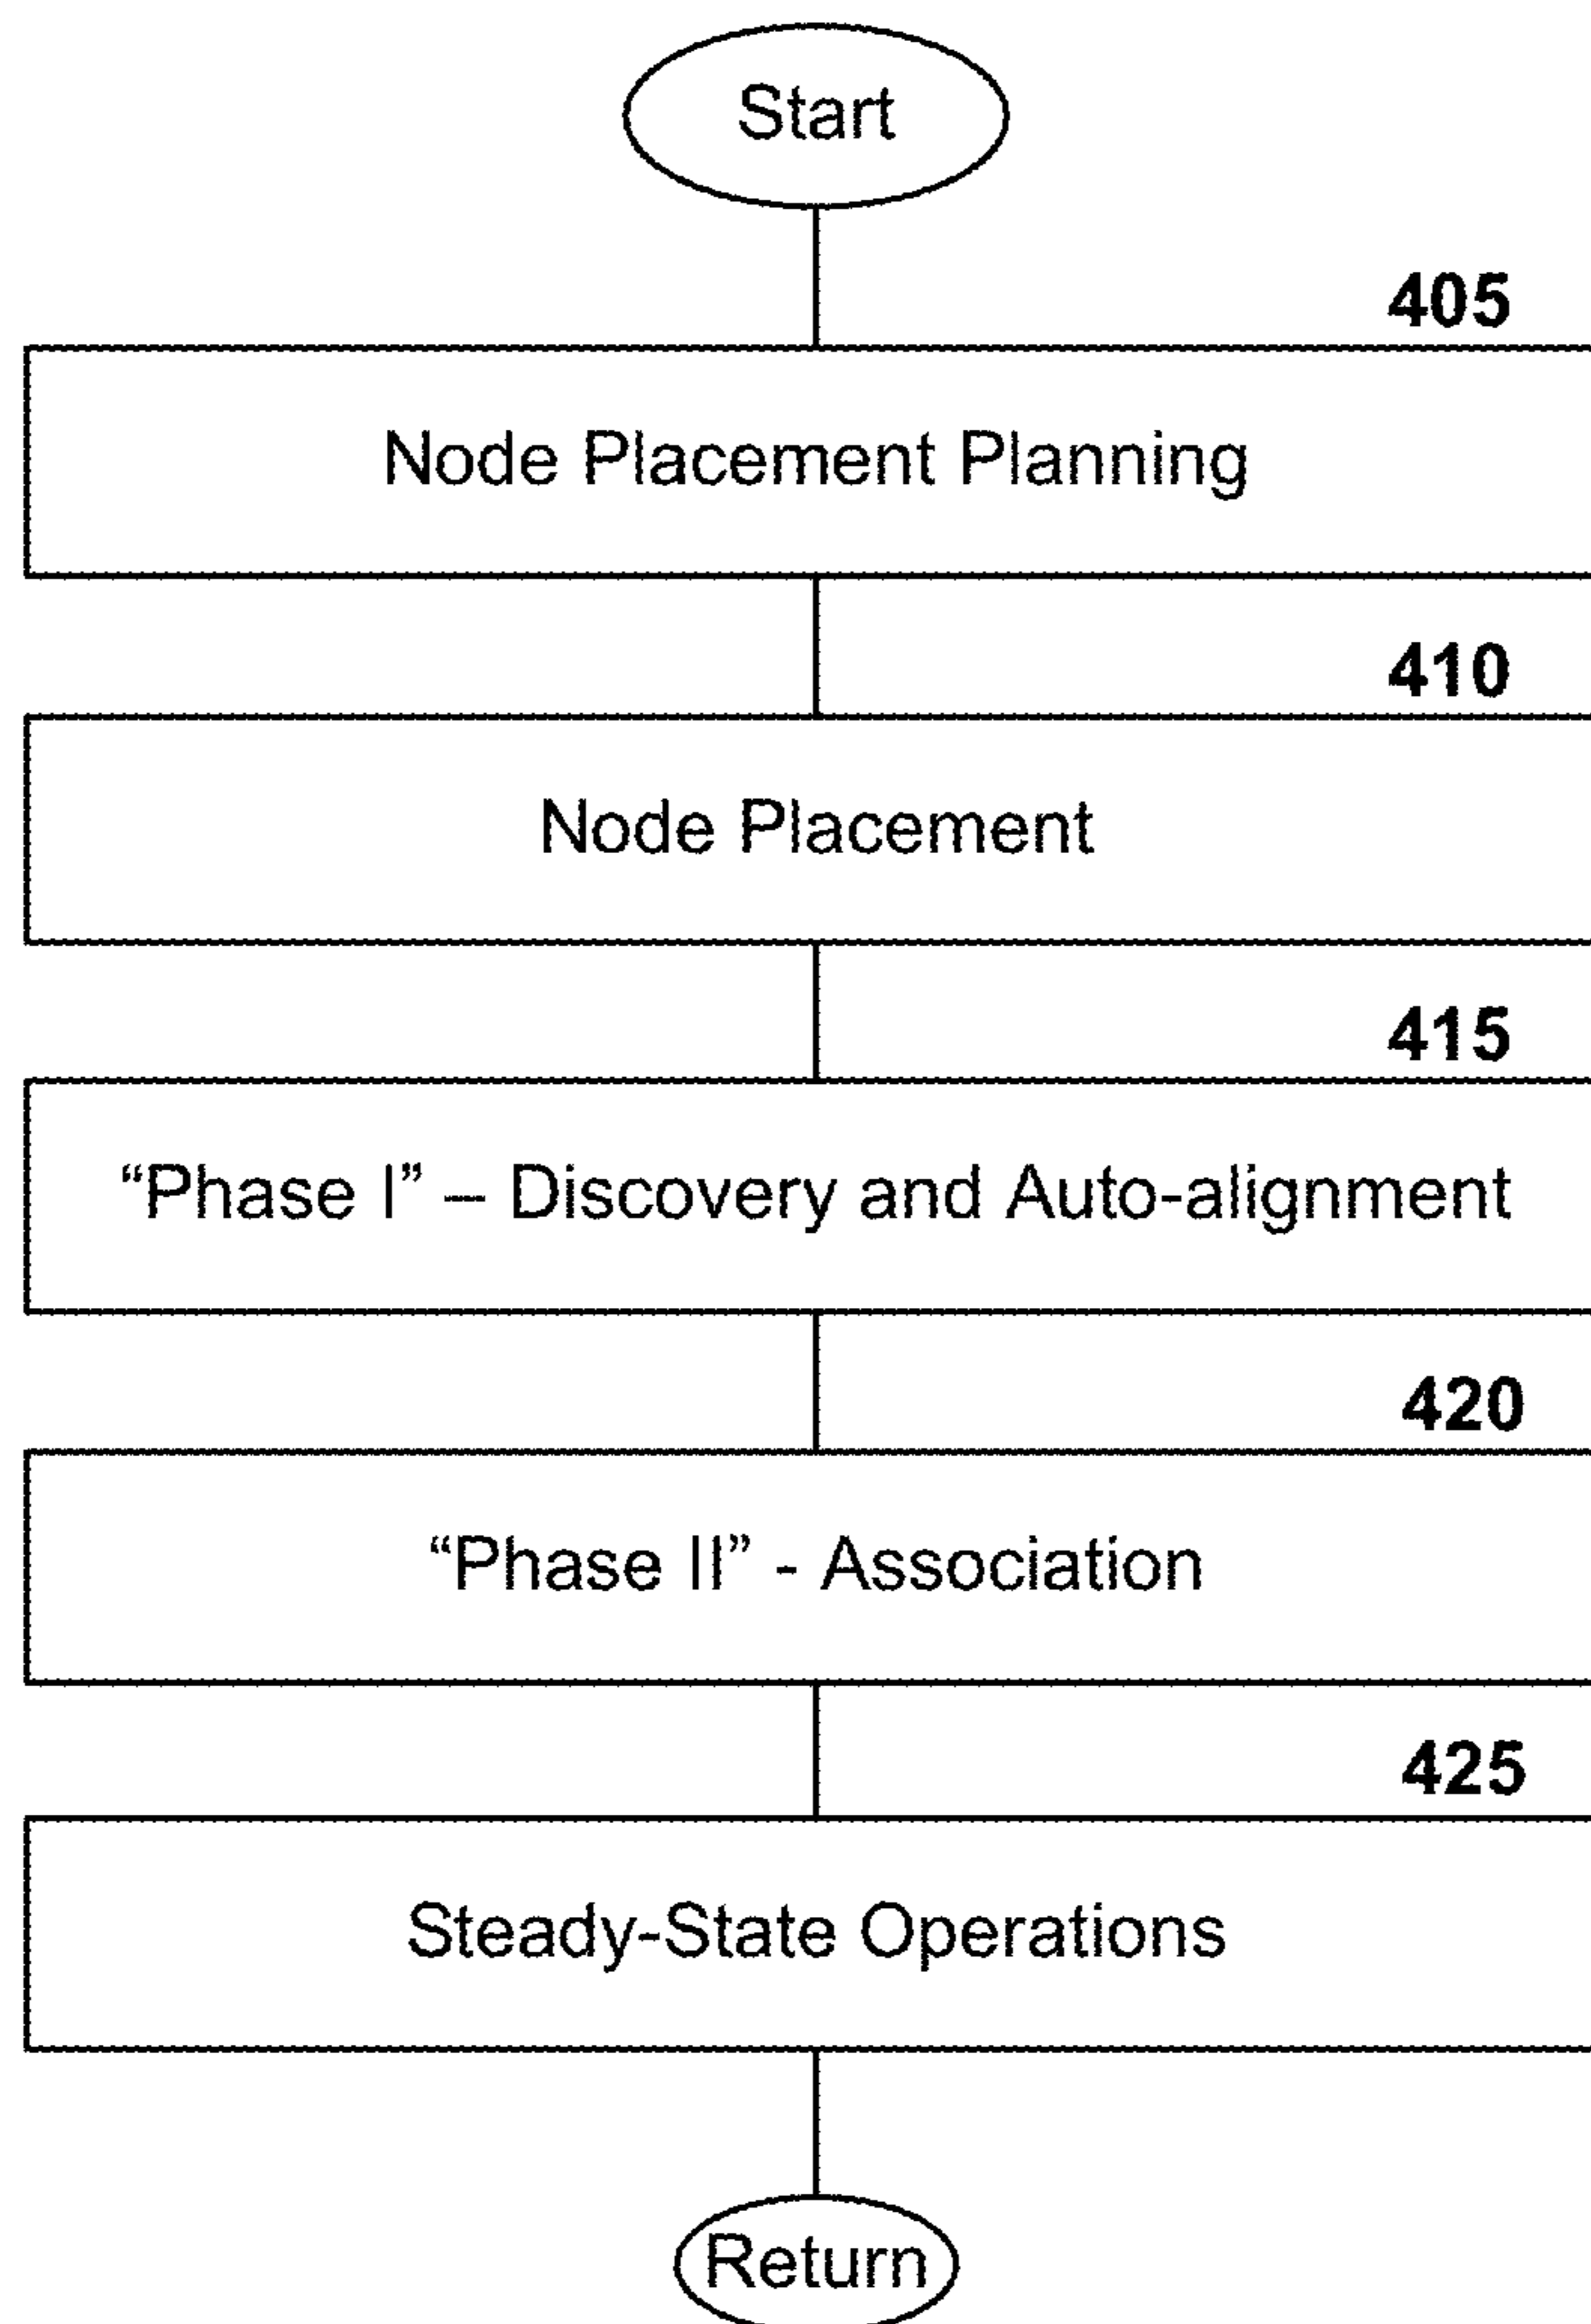 Start
405
Node Placement Planning
410
Node Placement
415
“Phase I” – Discovery and Auto-alignment
420
“Phase II” - Association
425
Steady-State Operations
Return